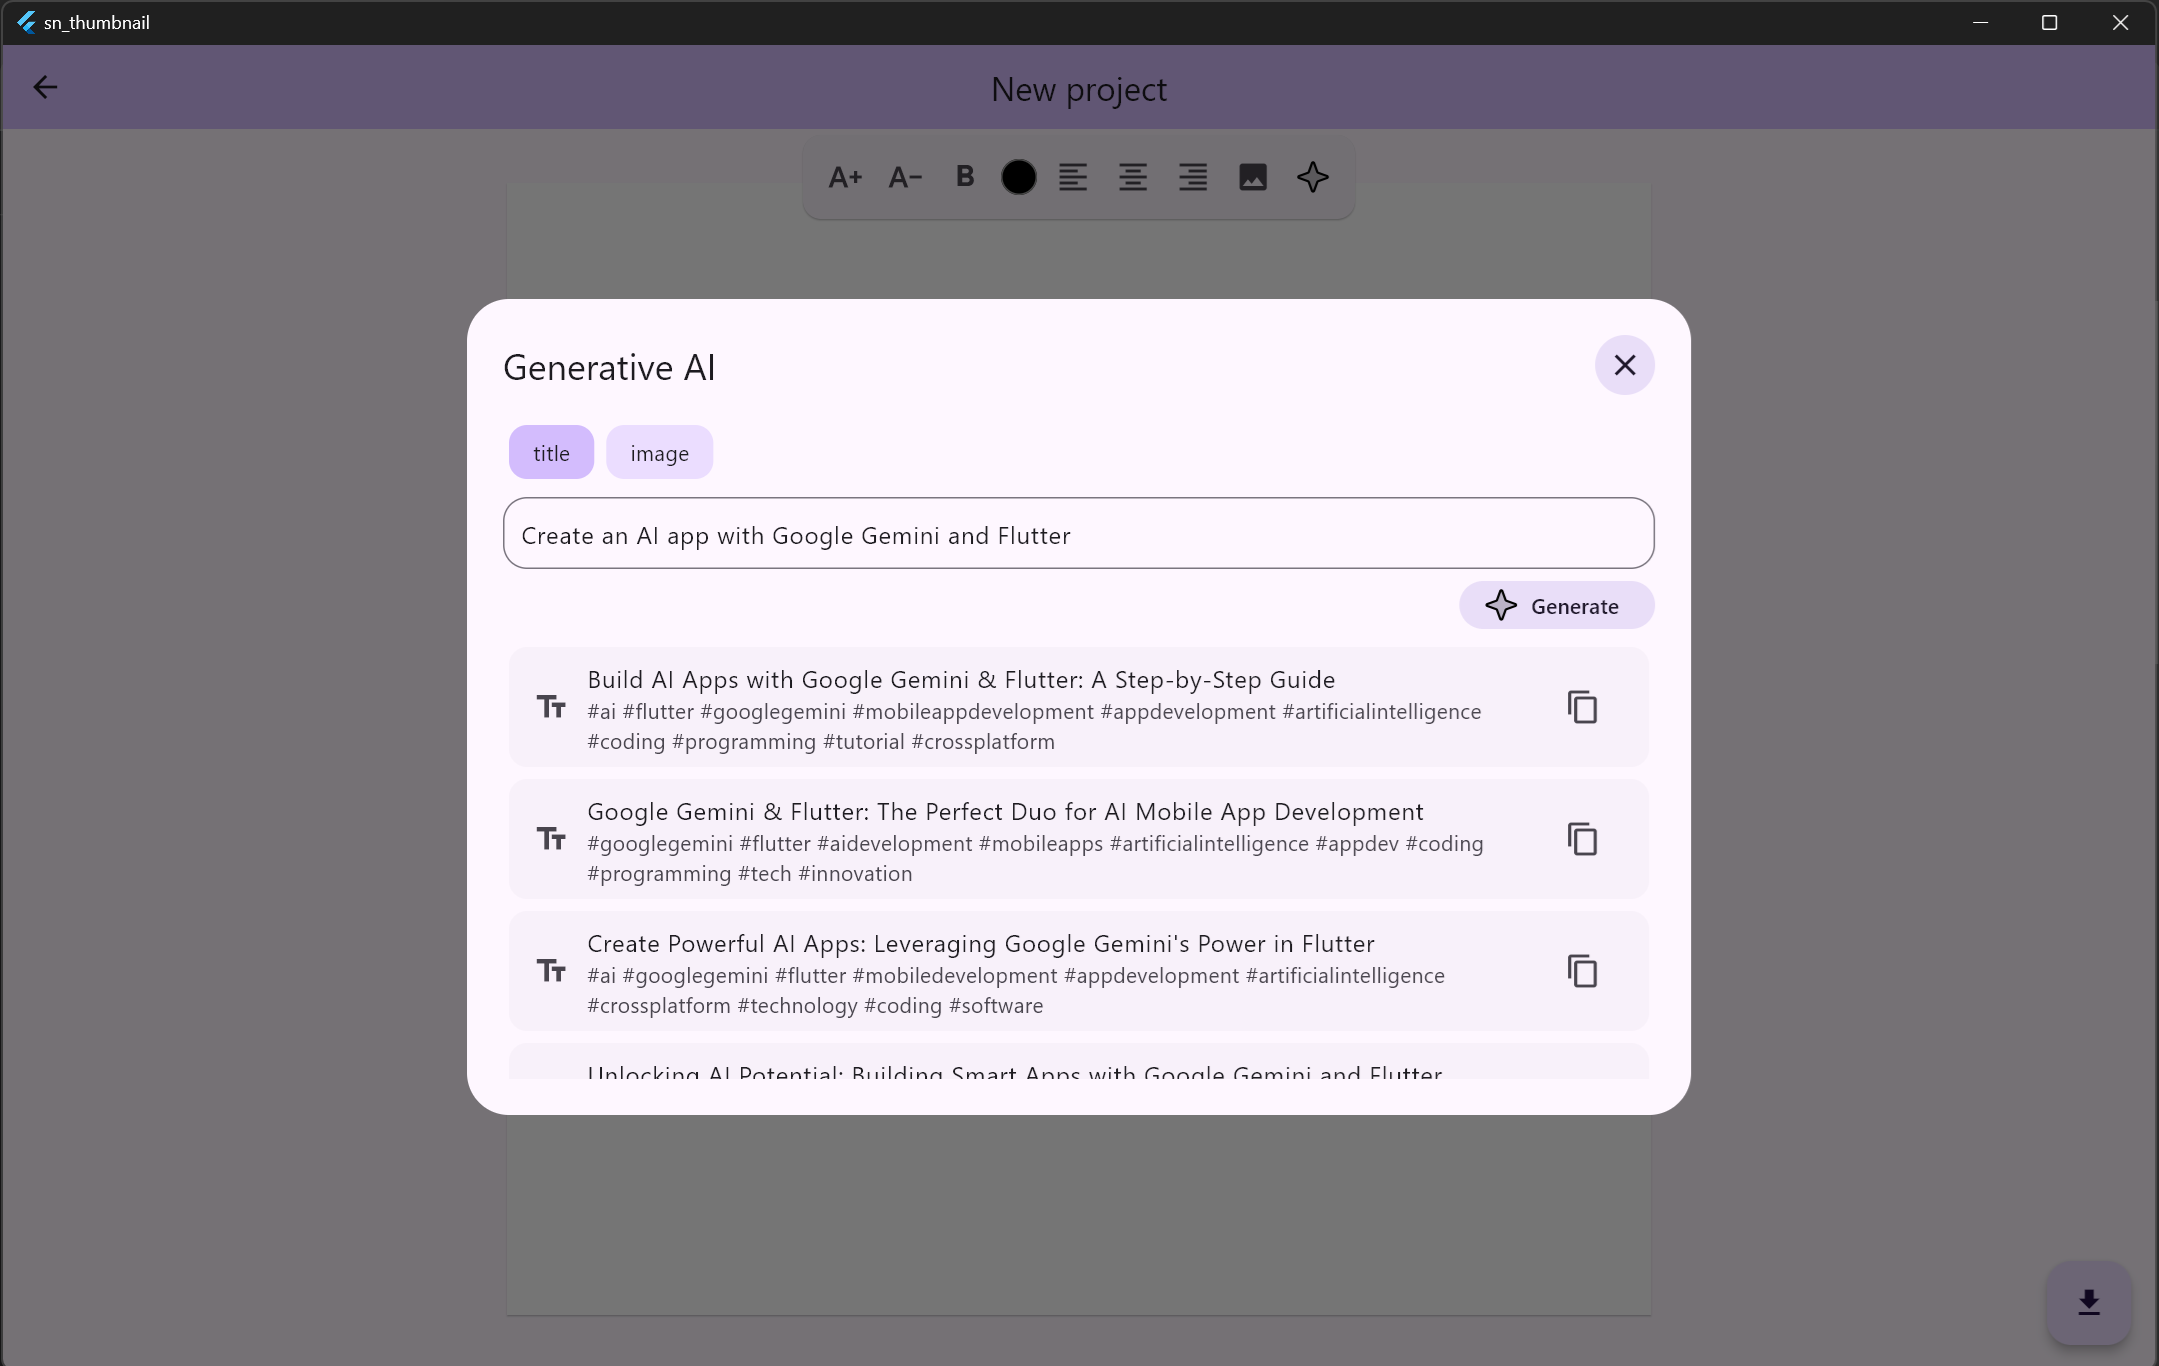 sn_thumbnail
New project
A+ A- B
Generative AI
title image
Create an AI app with Google Gemini and Flutter
Generate
Build AI Apps with Google Gemini & Flutter: A Step-by-Step Guide
#ai #flutter #googlegemini #mobileappdevelopment #appdevelopment #artificialintelligence
#coding #programming #tutorial #crossplatform
Google Gemini & Flutter: The Perfect Duo for AI Mobile App Development
#googlegemini #flutter #aidevelopment #mobileapps #artificialintelligence #appdev #coding
#programming #tech #innovation
Create Powerful AI Apps: Leveraging Google Gemini's Power in Flutter
#ai #googlegemini #flutter #mobiledevelopment #appdevelopment #artificialintelligence
#crossplatform #technology #coding #software
Unlocking AI Potential: Building Smart Apps with Google Gemini and Flutter